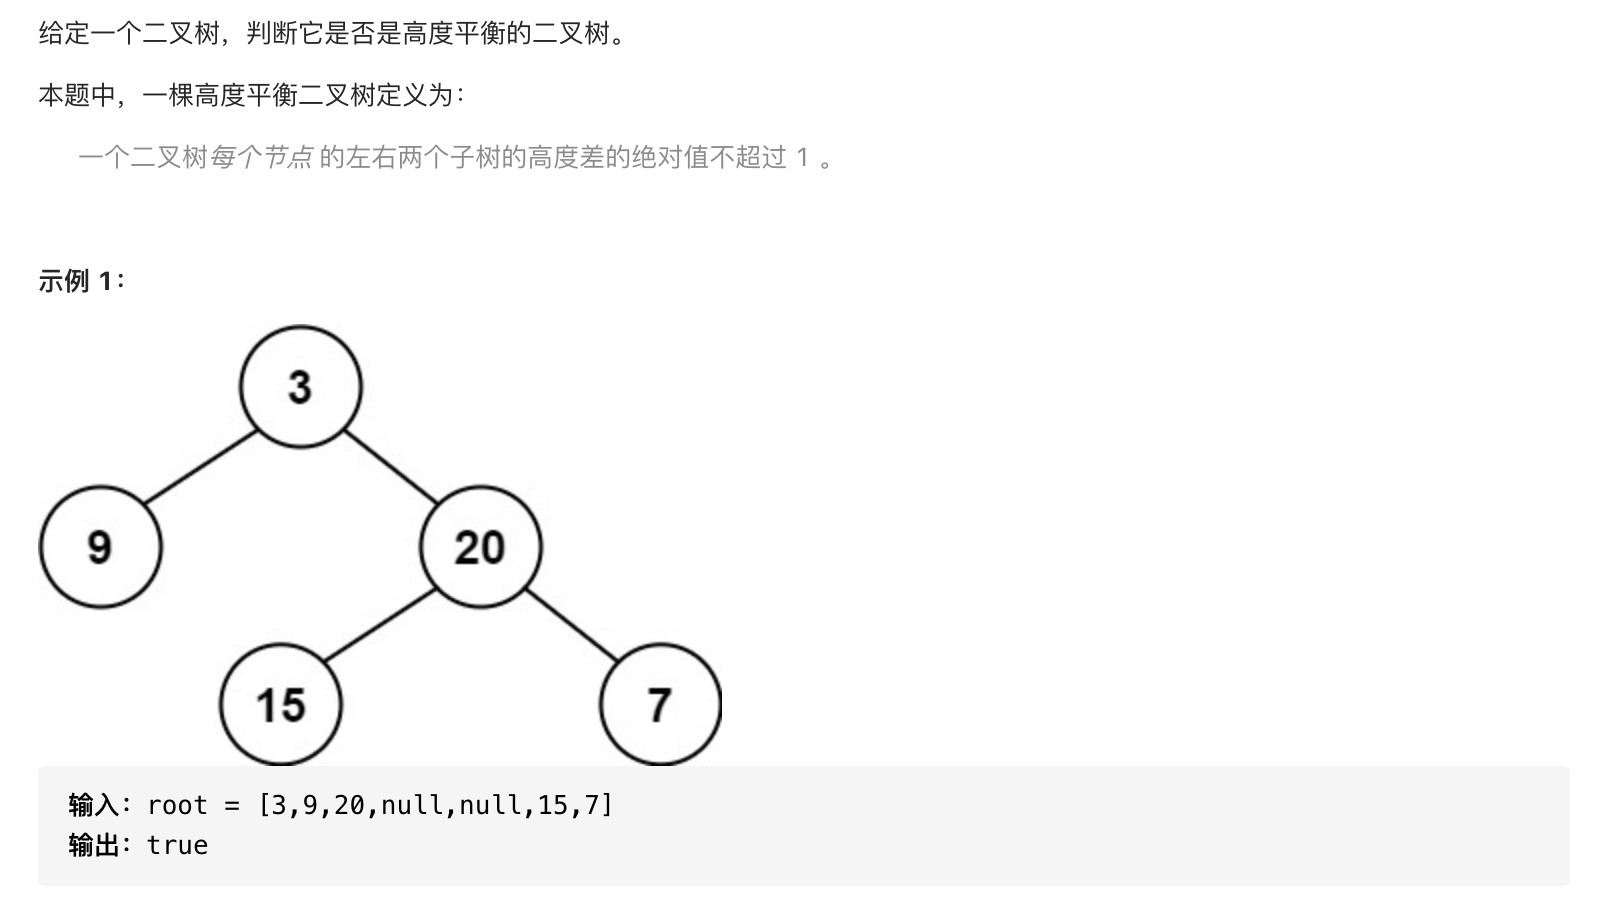 给定一个二叉树，判断它是否是高度平衡的二叉树。
本题中，一棵高度平衡二叉树定义为：
一个二叉树每个节点 的左右两个子树的高度差的绝对值不超过 1 。
示例 1：
3
9
20
15
7
输入：root = [3,9,20,null,null,15,7]
输出：true